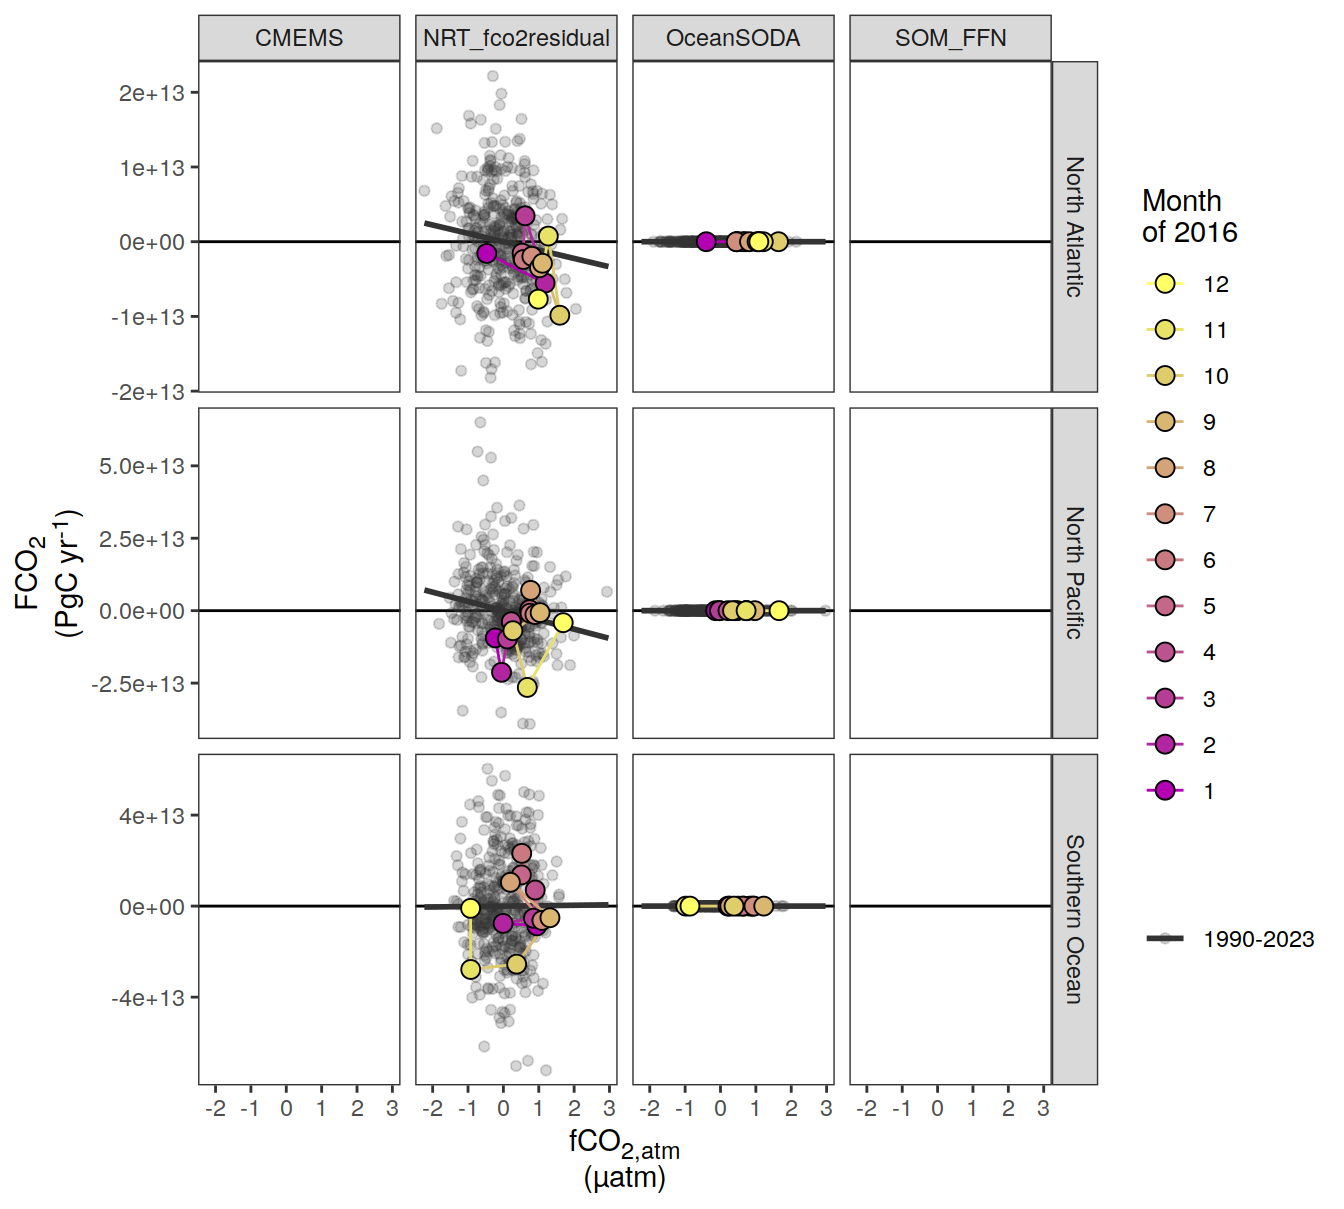 CMEMS NRT_fco2residual OceanSODA SOM_FFN
2e+13
1e+13
0e+00
-1e+13
-2e+13
North Atlantic
5.0e+13
2.5e+13
0.0e+00
-2.5e+13
North Pacific
4e+13
0e+00
-4e+13
Southern Ocean
-2 -1 0 1 2 3 -2 -1 0 1 2 3 -2 -1 0 1 2 3 -2 -1 0 1 2 3
fCO2,atm
(μatm)
FCO2
(PgC yr-1)
Month
of 2016
12
11
10
9
8
7
6
5
4
3
2
1
1990-2023